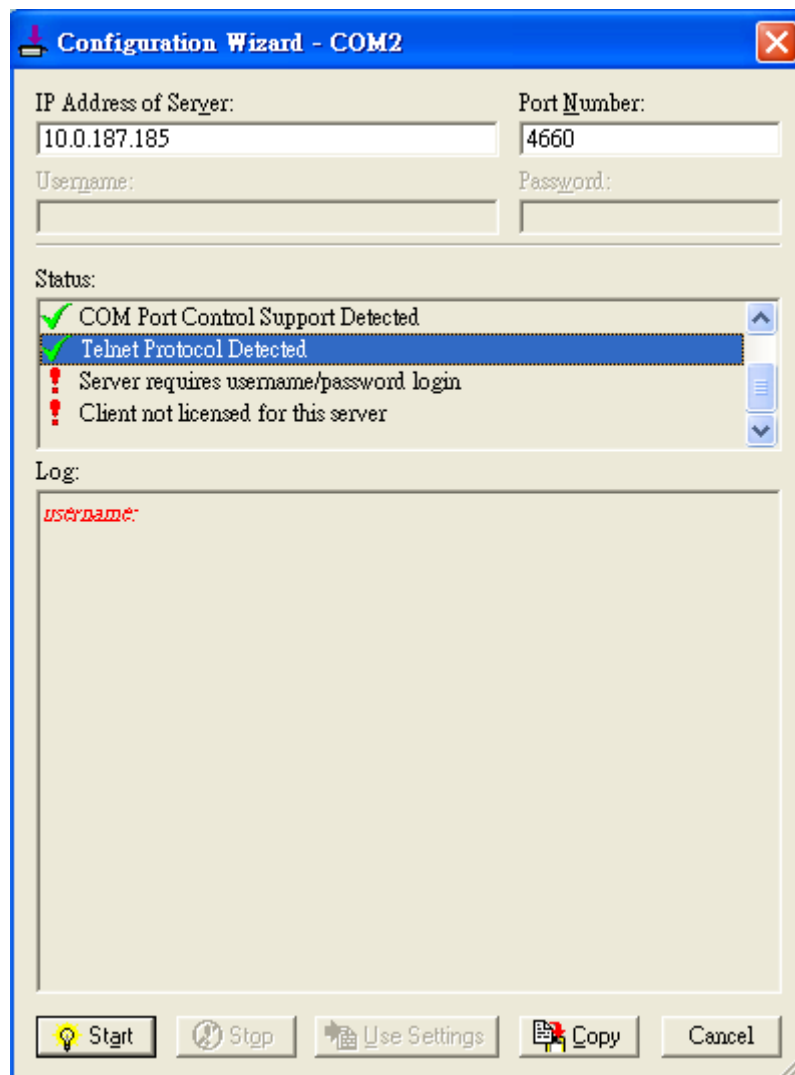 Configuration Wizard - COM2
IP Address of Server: Port Number:
10.0.187.185 4660
Username: Password:
Status:
COM Port Control Support Detected
Telnet Protocol Detected
Server requires username/password login
Client not licensed for this server
Log:
username:
Start Stop Use Settings Copy Cancel